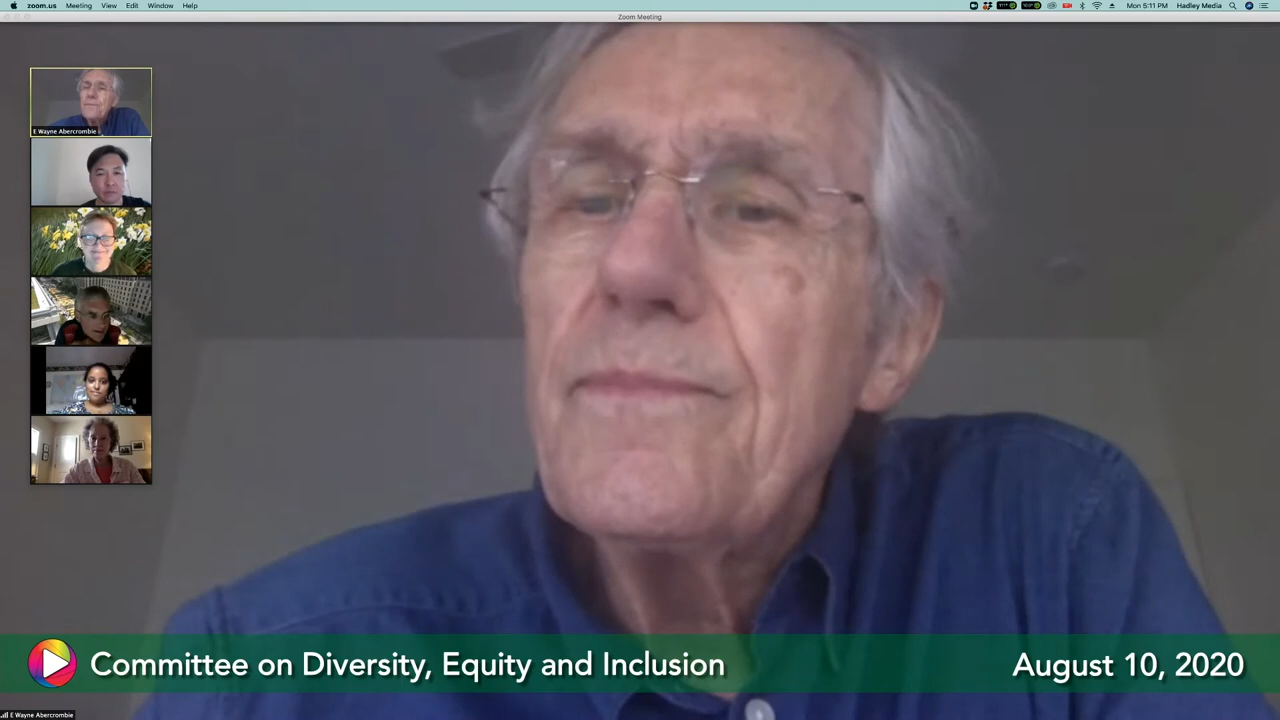 zoom.us Meeting View Edit Window Help
Mon 5:11 PM Hadley Media
Zoom Meeting
E Wayne Abercrombie
Committee on Diversity, Equity and Inclusion
August 10, 2020
E Wayne Abercrombie